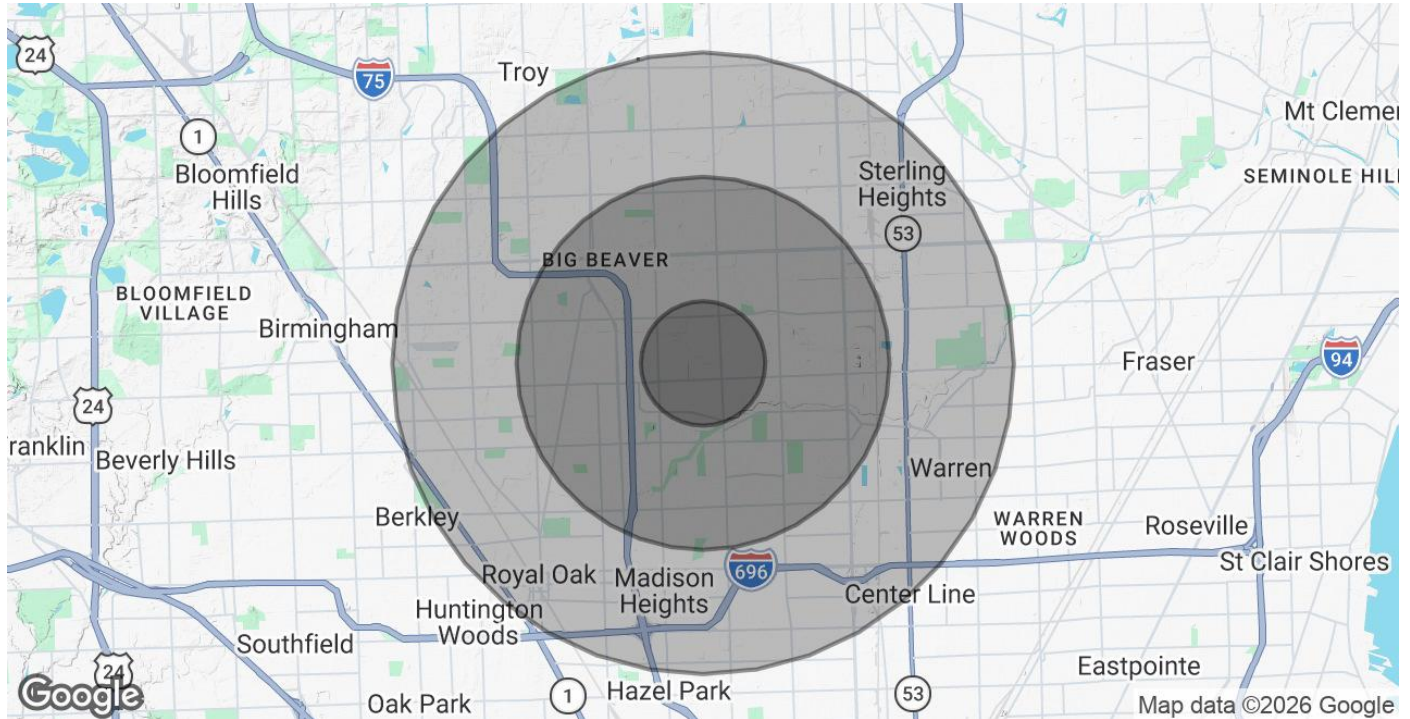 24
75
Troy
1
Mt Clemer
Bloomfield
Hills
Sterling
Heights
SEMINOLE HILL
53
BIG BEAVER
BLOOMFIELD
VILLAGE
Birmingham
Fraser
94
24
ranklin
Beverly Hills
Warren
Berkley
WARREN
WOODS
Roseville
St Clair Shores
Royal Oak
Madison
Heights
696
Center Line
Huntington
Woods
Southfield
24
Eastpointe
Google
Oak Park
1
Hazel Park
53
Map data ©2026 Google